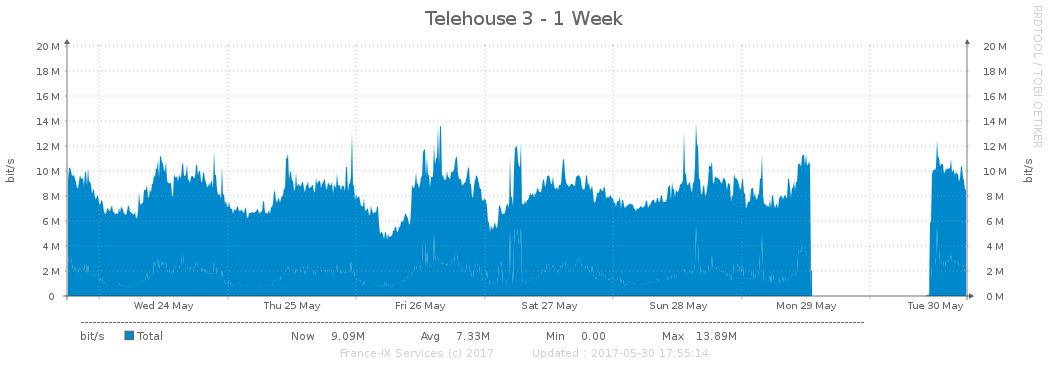 Telehouse 3 - 1 Week
RRDTOOL / TOBI OETIKER
bit/s
20 M
18 M
16 M
14 M
12 M
10 M
8 M
6 M
4 M
2 M
0
20 M
18 M
16 M
14 M
12 M
10 M
8 M
6 M
4 M
2 M
0 M
bit/s
Wed 24 May Thu 25 May Fri 26 May Sat 27 May Sun 28 May Mon 29 May Tue 30 May
bit/s Total Now 9.09M Avg 7.33M Min 0.00 Max 13.89M
France-IX Services (c) 2017 Updated : 2017-05-30 17:55:14